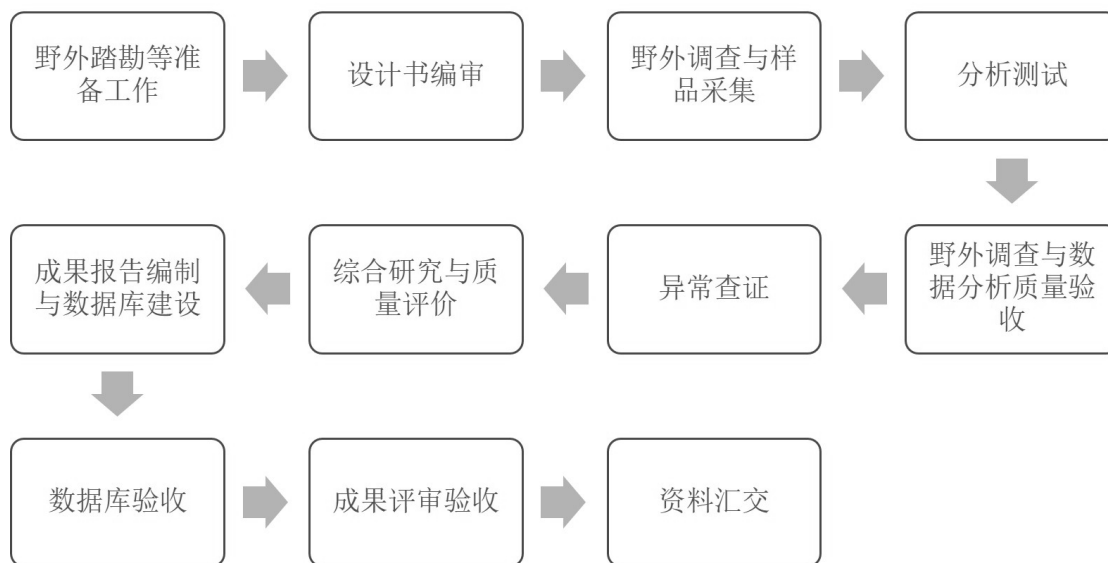 野外踏勘等准
备工作
设计书编审
野外调查与样
品采集
分析测试
野外调查与数
据分析质量验
收
异常查证
综合研究与质
量评价
成果报告编制
与数据库建设
数据库验收
成果评审验收
资料汇交